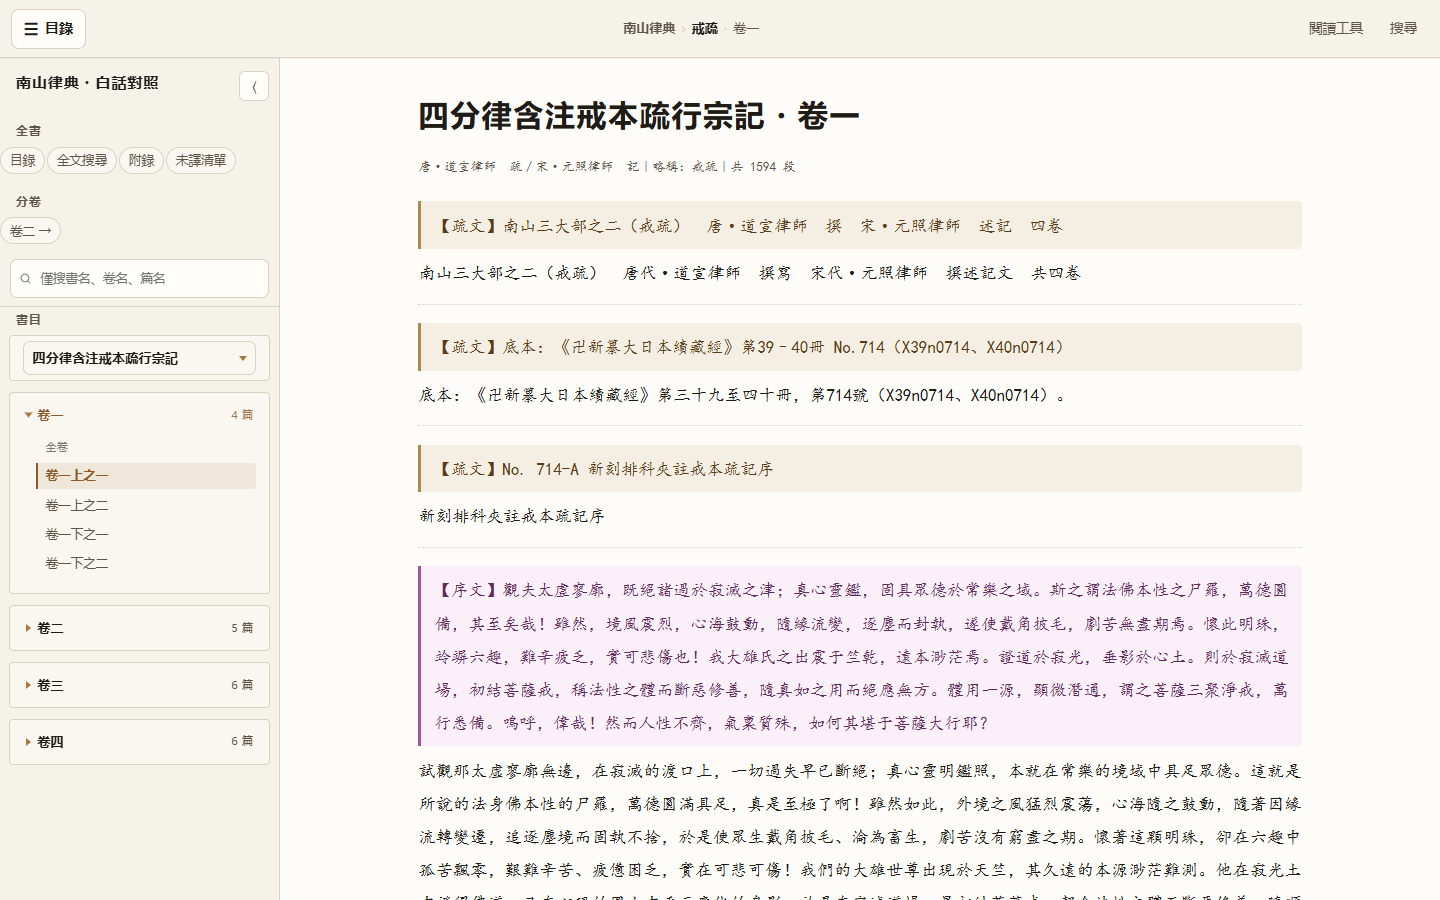 ☰ 目錄
南山律典 › 戒疏 · 卷一
閱讀工具 搜尋
南山律典・白話對照
⟨
全書
目錄 全文搜尋 附錄 未譯清單
分卷
卷二 →
僅搜書名、卷名、篇名
書目
四分律含注戒本疏行宗記
卷一 4 篇
全卷
卷一上之一
卷一上之二
卷一下之一
卷一下之二
卷二 5 篇
卷三 6 篇
卷四 6 篇
四分律含注戒本疏行宗記・卷一
唐・道宣律師　疏 / 宋・元照律師　記｜略稱：戒疏｜共 1594 段
【疏文】南山三大部之二（戒疏）　唐・道宣律師　撰　宋・元照律師　述記　四卷
南山三大部之二（戒疏）　唐代・道宣律師　撰寫　宋代・元照律師　撰述記文　共四卷
【疏文】底本：《卍新纂大日本續藏經》第39－40冊 No.714（X39n0714、X40n0714）
底本：《卍新纂大日本續藏經》第三十九至四十冊，第714號（X39n0714、X40n0714）。
【疏文】No. 714-A 新刻排科夾註戒本疏記序
新刻排科夾註戒本疏記序
【序文】觀夫太虛寥廓，既絕諸過於寂滅之津；真心靈鑑，固具眾德於常樂之域。斯之謂法佛本性之尸羅，萬德圓
備，其至矣哉！雖然，境風震烈，心海鼓動，隨緣流變，逐塵而封執，遂使戴角披毛，劇苦無盡期焉。懷此明珠，
竛竮六趣，艱辛疲乏，實可悲傷也！我大雄氏之出震于竺乾，遠本渺茫焉。證道於寂光，垂影於心土。則於寂滅道
場，初結菩薩戒，稱法性之體而斷惡修善，隨真如之用而絕應無方。體用一源，顯微潛通，謂之菩薩三聚淨戒，萬
行悉備。嗚呼，偉哉！然而人性不齊，氣稟質殊，如何其堪于菩薩大行耶？
試觀那太虛寥廓無邊，在寂滅的渡口上，一切過失早已斷絕；真心靈明鑑照，本就在常樂的境域中具足眾德。這就是
所說的法身佛本性的尸羅，萬德圓滿具足，真是至極了啊！雖然如此，外境之風猛烈震蕩，心海隨之鼓動，隨著因緣
流轉變遷，追逐塵境而固執不捨，於是使眾生戴角披毛、淪為畜生，劇苦沒有窮盡之期。懷著這顆明珠，卻在六趣中
孤苦飄零，艱難辛苦、疲憊困乏，實在可悲可傷！我們的大雄世尊出現於天竺，其久遠的本源渺茫難測。他在寂光土